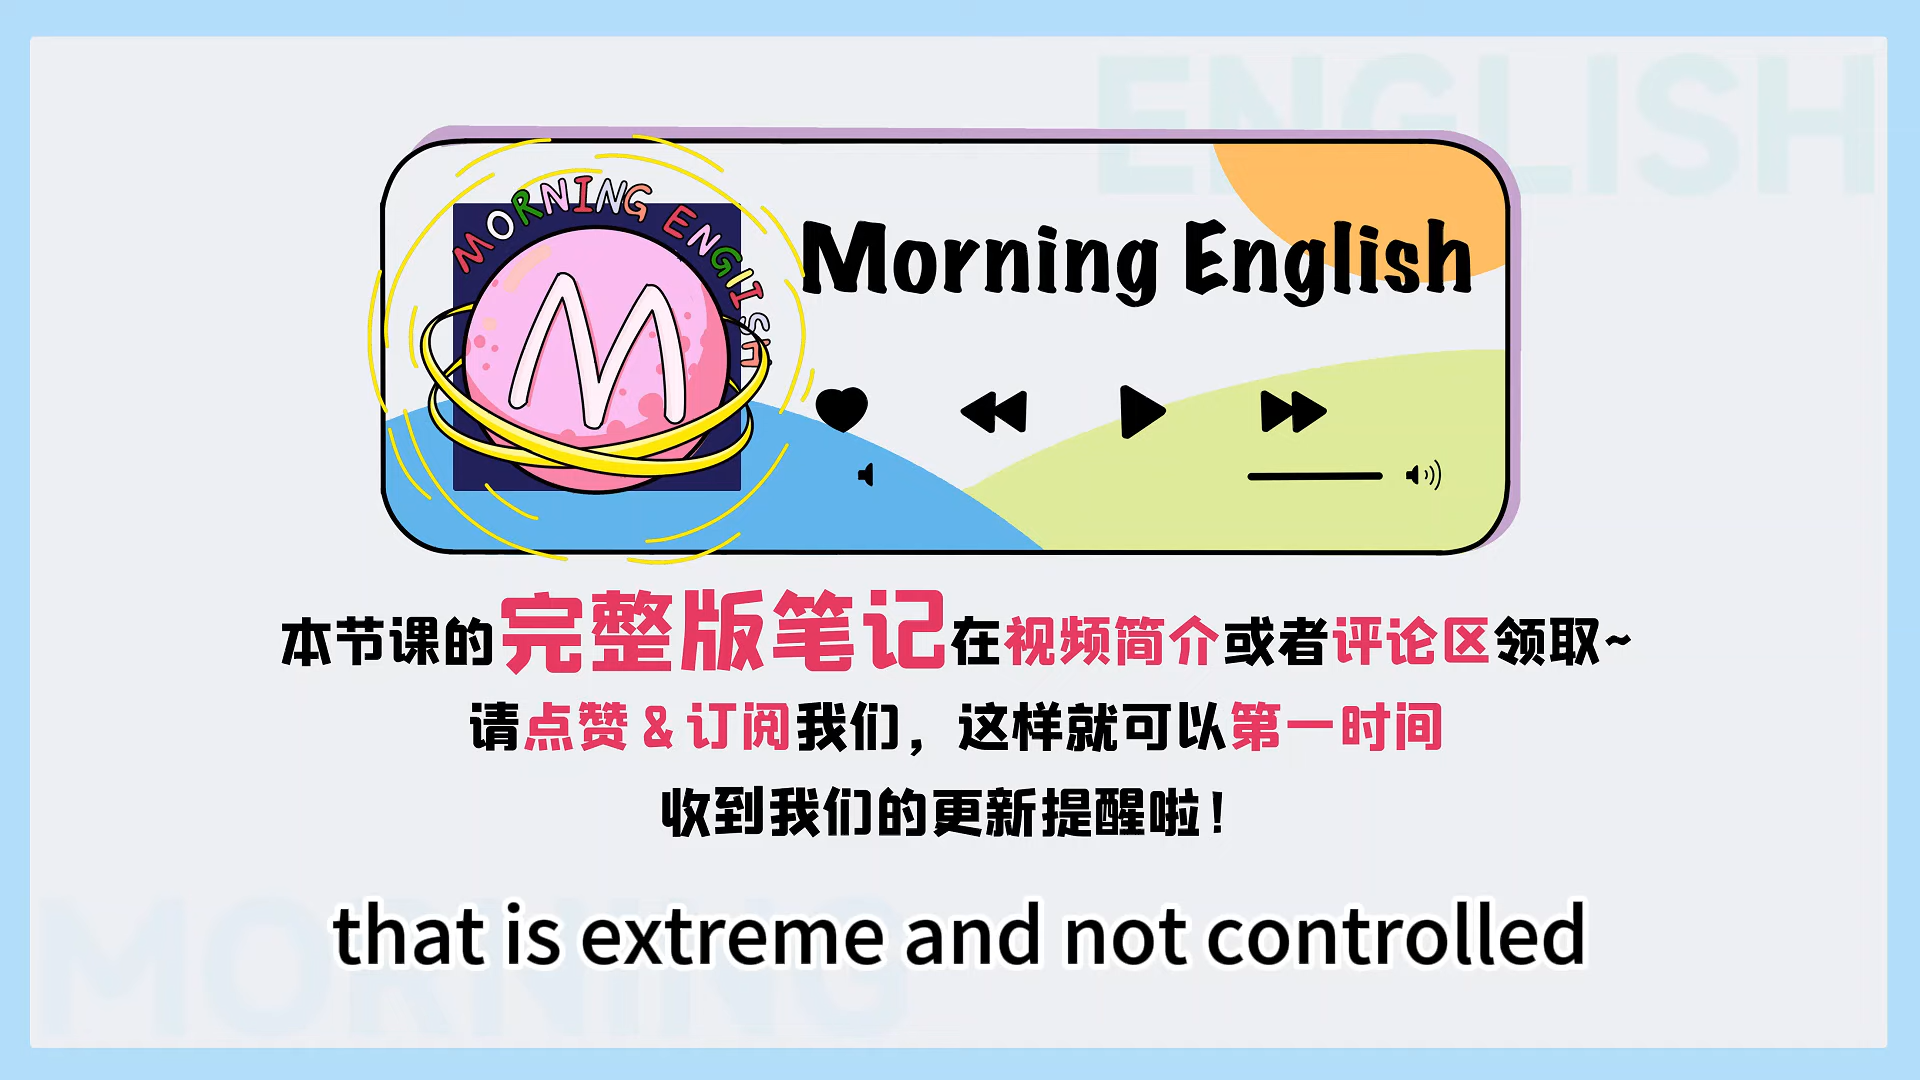 ENGLISH
MORNING ENGLISH
M
Morning English
本节课的完整版笔记在视频简介或者评论区领取~
请点赞&订阅我们，这样就可以第一时间
收到我们的更新提醒啦！
MORNING
that is extreme and not controlled